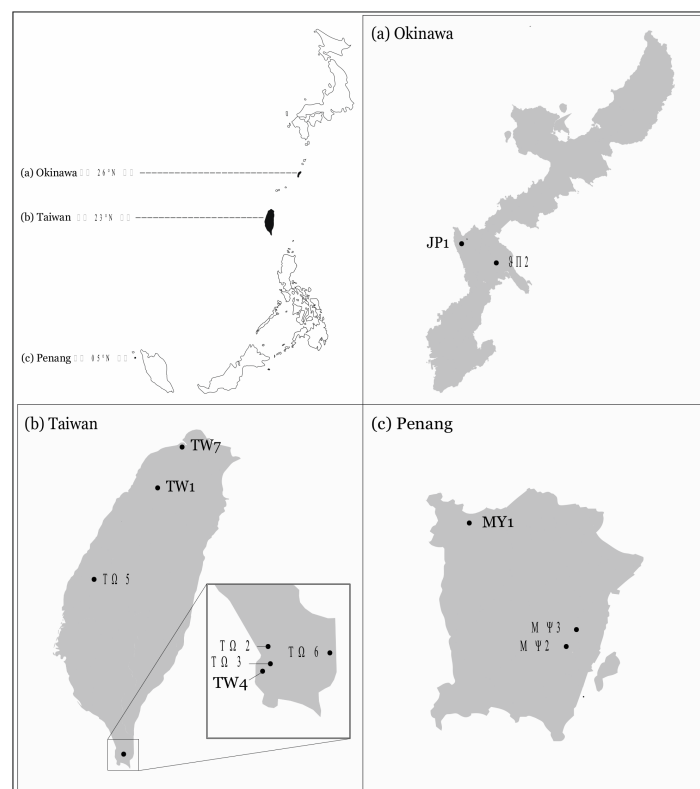 (a) Okinawa 26°N
(b) Taiwan 23°N
(c) Penang 05°N
(a) Okinawa
JP1
ϑΠ2
(b) Taiwan
TW7
TW1
ΤΩ 5
ΤΩ 2
ΤΩ 3
ΤΩ 6
TW4
(c) Penang
MY1
ΜΨ3
ΜΨ2